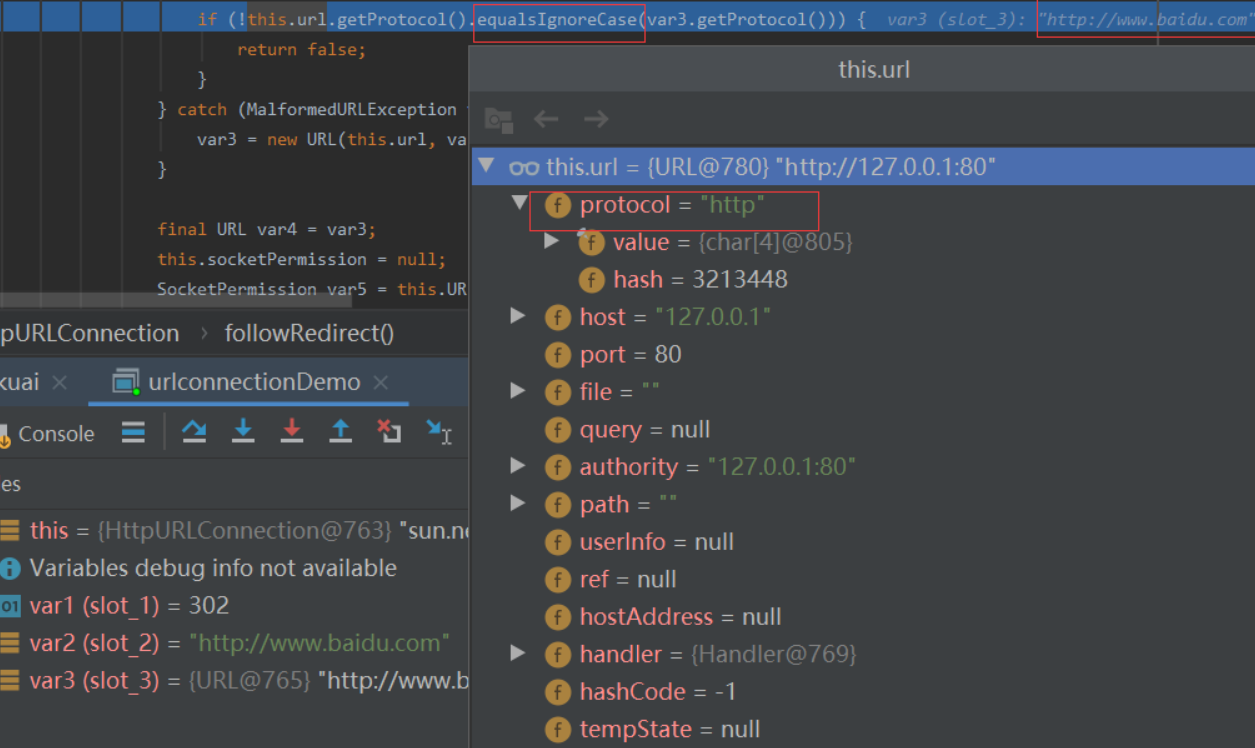 if (!this.url.getProtocol().equalsIgnoreCase(var3.getProtocol())) { var3 (slot_3): "http://www.baidu.com"
return false;
}
} catch (MalformedURLException
var3 = new URL(this.url, va
}
final URL var4 = var3;
this.socketPermission = null;
SocketPermission var5 = this.UR
pURLConnection › followRedirect()
kuai × urlconnectionDemo ×
Console
es
this = {HttpURLConnection@763} "sun.ne
Variables debug info not available
01 var1 (slot_1) = 302
var2 (slot_2) = "http://www.baidu.com"
var3 (slot_3) = {URL@765} "http://www.b
this.url
this.url = {URL@780} "http://127.0.0.1:80"
f protocol = "http"
f value = {char[4]@805}
f hash = 3213448
f host = "127.0.0.1"
f port = 80
f file = ""
f query = null
f authority = "127.0.0.1:80"
f path = ""
f userInfo = null
f ref = null
f hostAddress = null
f handler = {Handler@769}
f hashCode = -1
f tempState = null